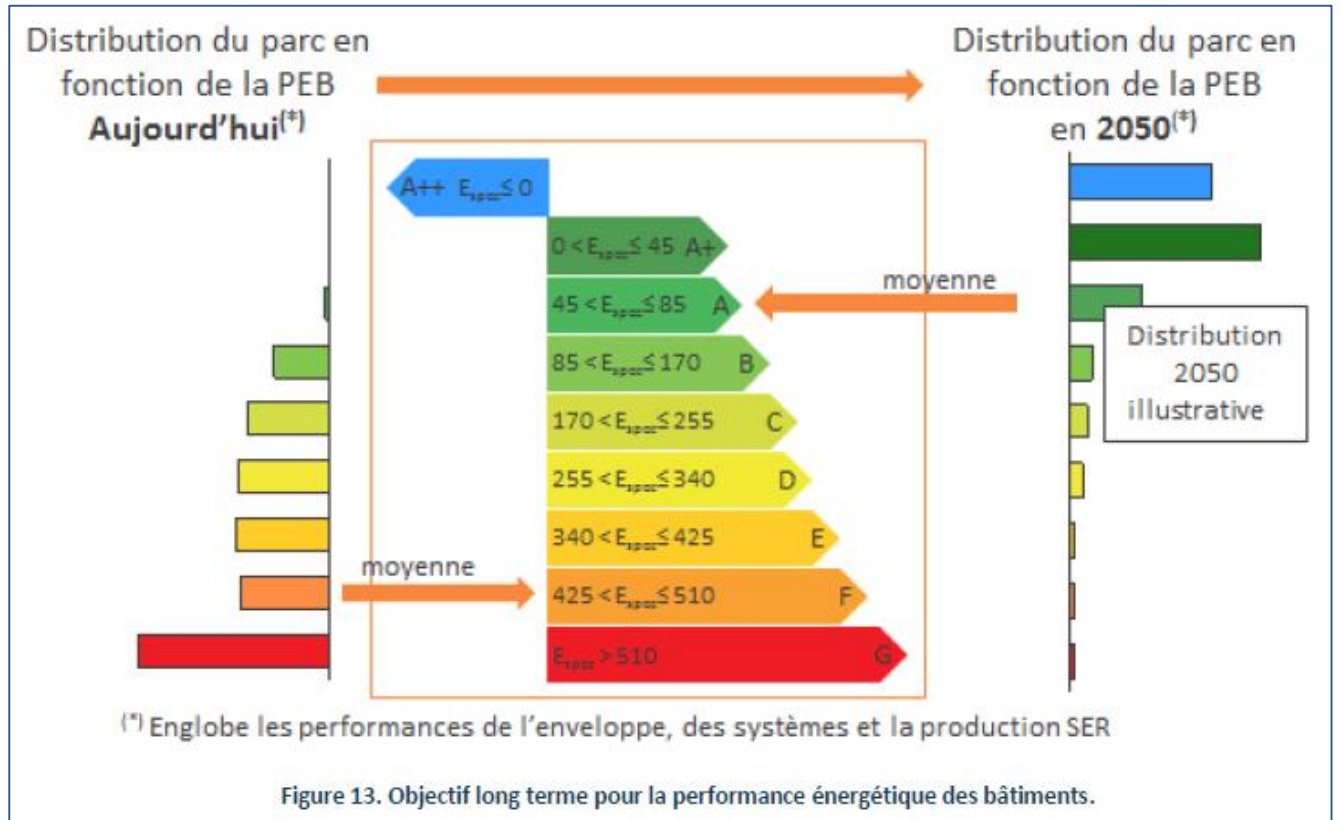 Distribution du parc en
fonction de la PEB
Aujourd'hui(*)
Distribution du parc en
fonction de la PEB
en 2050(*)
A++ Espec ≤ 0
0 < Espec ≤ 45 A+
45 < Espec ≤ 85 A
85 < Espec ≤ 170 B
170 < Espec ≤ 255 C
255 < Espec ≤ 340 D
340 < Espec ≤ 425 E
425 < Espec ≤ 510 F
Espec > 510 G
moyenne
moyenne
Distribution
2050
illustrative
(*) Englobe les performances de l'enveloppe, des systèmes et la production SER
Figure 13. Objectif long terme pour la performance énergétique des bâtiments.